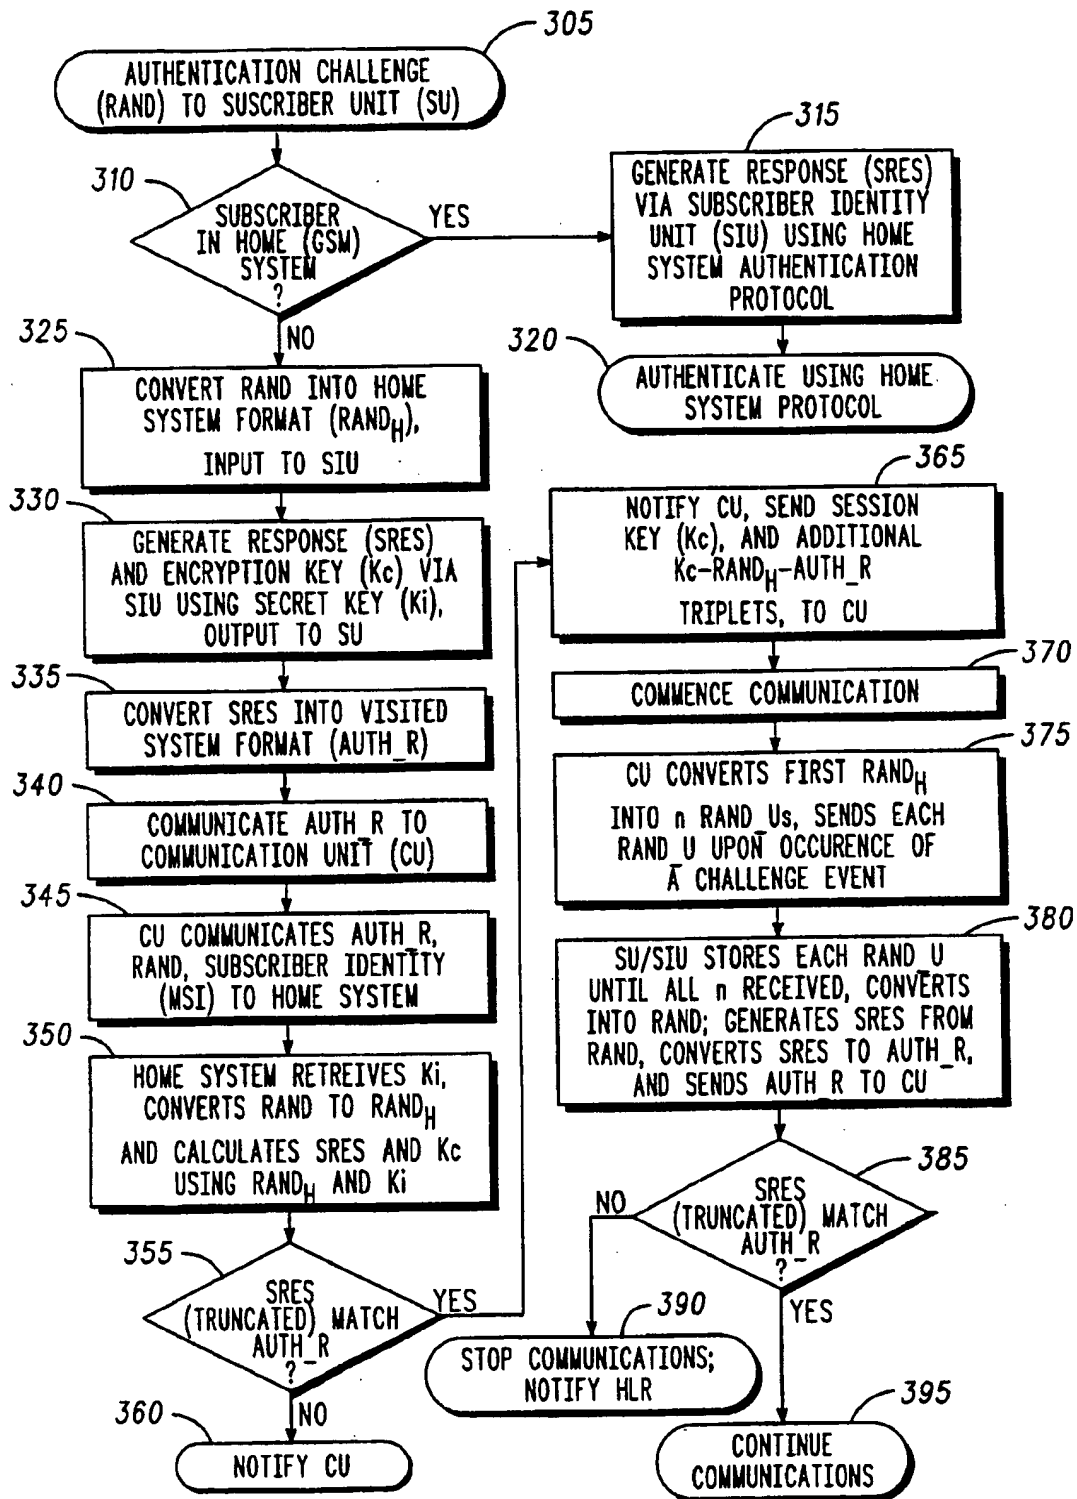 305
AUTHENTICATION CHALLENGE
(RAND) TO SUSCRIBER UNIT (SU)
310
SUBSCRIBER
IN HOME (GSM)
SYSTEM
?
YES
NO
315
GENERATE RESPONSE (SRES)
VIA SUBSCRIBER IDENTITY
UNIT (SIU) USING HOME
SYSTEM AUTHENTICATION
PROTOCOL
320
AUTHENTICATE USING HOME
SYSTEM PROTOCOL
325
CONVERT RAND INTO HOME
SYSTEM FORMAT (RAND_H),
INPUT TO SIU
330
GENERATE RESPONSE (SRES)
AND ENCRYPTION KEY (Kc) VIA
SIU USING SECRET KEY (Ki),
OUTPUT TO SU
335
CONVERT SRES INTO VISITED
SYSTEM FORMAT (AUTH_R)
340
COMMUNICATE AUTH_R TO
COMMUNICATION UNIT (CU)
345
CU COMMUNICATES AUTH_R,
RAND, SUBSCRIBER IDENTITY
(MSI) TO HOME SYSTEM
350
HOME SYSTEM RETREIVES Ki,
CONVERTS RAND TO RAND_H
AND CALCULATES SRES AND Kc
USING RAND_H AND Ki
355
SRES
(TRUNCATED) MATCH
AUTH_R
?
YES
NO
360
NOTIFY CU
365
NOTIFY CU, SEND SESSION
KEY (Kc), AND ADDITIONAL
Kc-RAND_H-AUTH_R
TRIPLETS, TO CU
370
COMMENCE COMMUNICATION
375
CU CONVERTS FIRST RAND_H
INTO n RAND_Us, SENDS EACH
RAND_U UPON OCCURENCE OF
A CHALLENGE EVENT
380
SU/SIU STORES EACH RAND_U
UNTIL ALL n RECEIVED, CONVERTS
INTO RAND; GENERATES SRES FROM
RAND, CONVERTS SRES TO AUTH_R,
AND SENDS AUTH_R TO CU
385
SRES
(TRUNCATED) MATCH
AUTH_R
?
NO
YES
390
STOP COMMUNICATIONS;
NOTIFY HLR
395
CONTINUE
COMMUNICATIONS